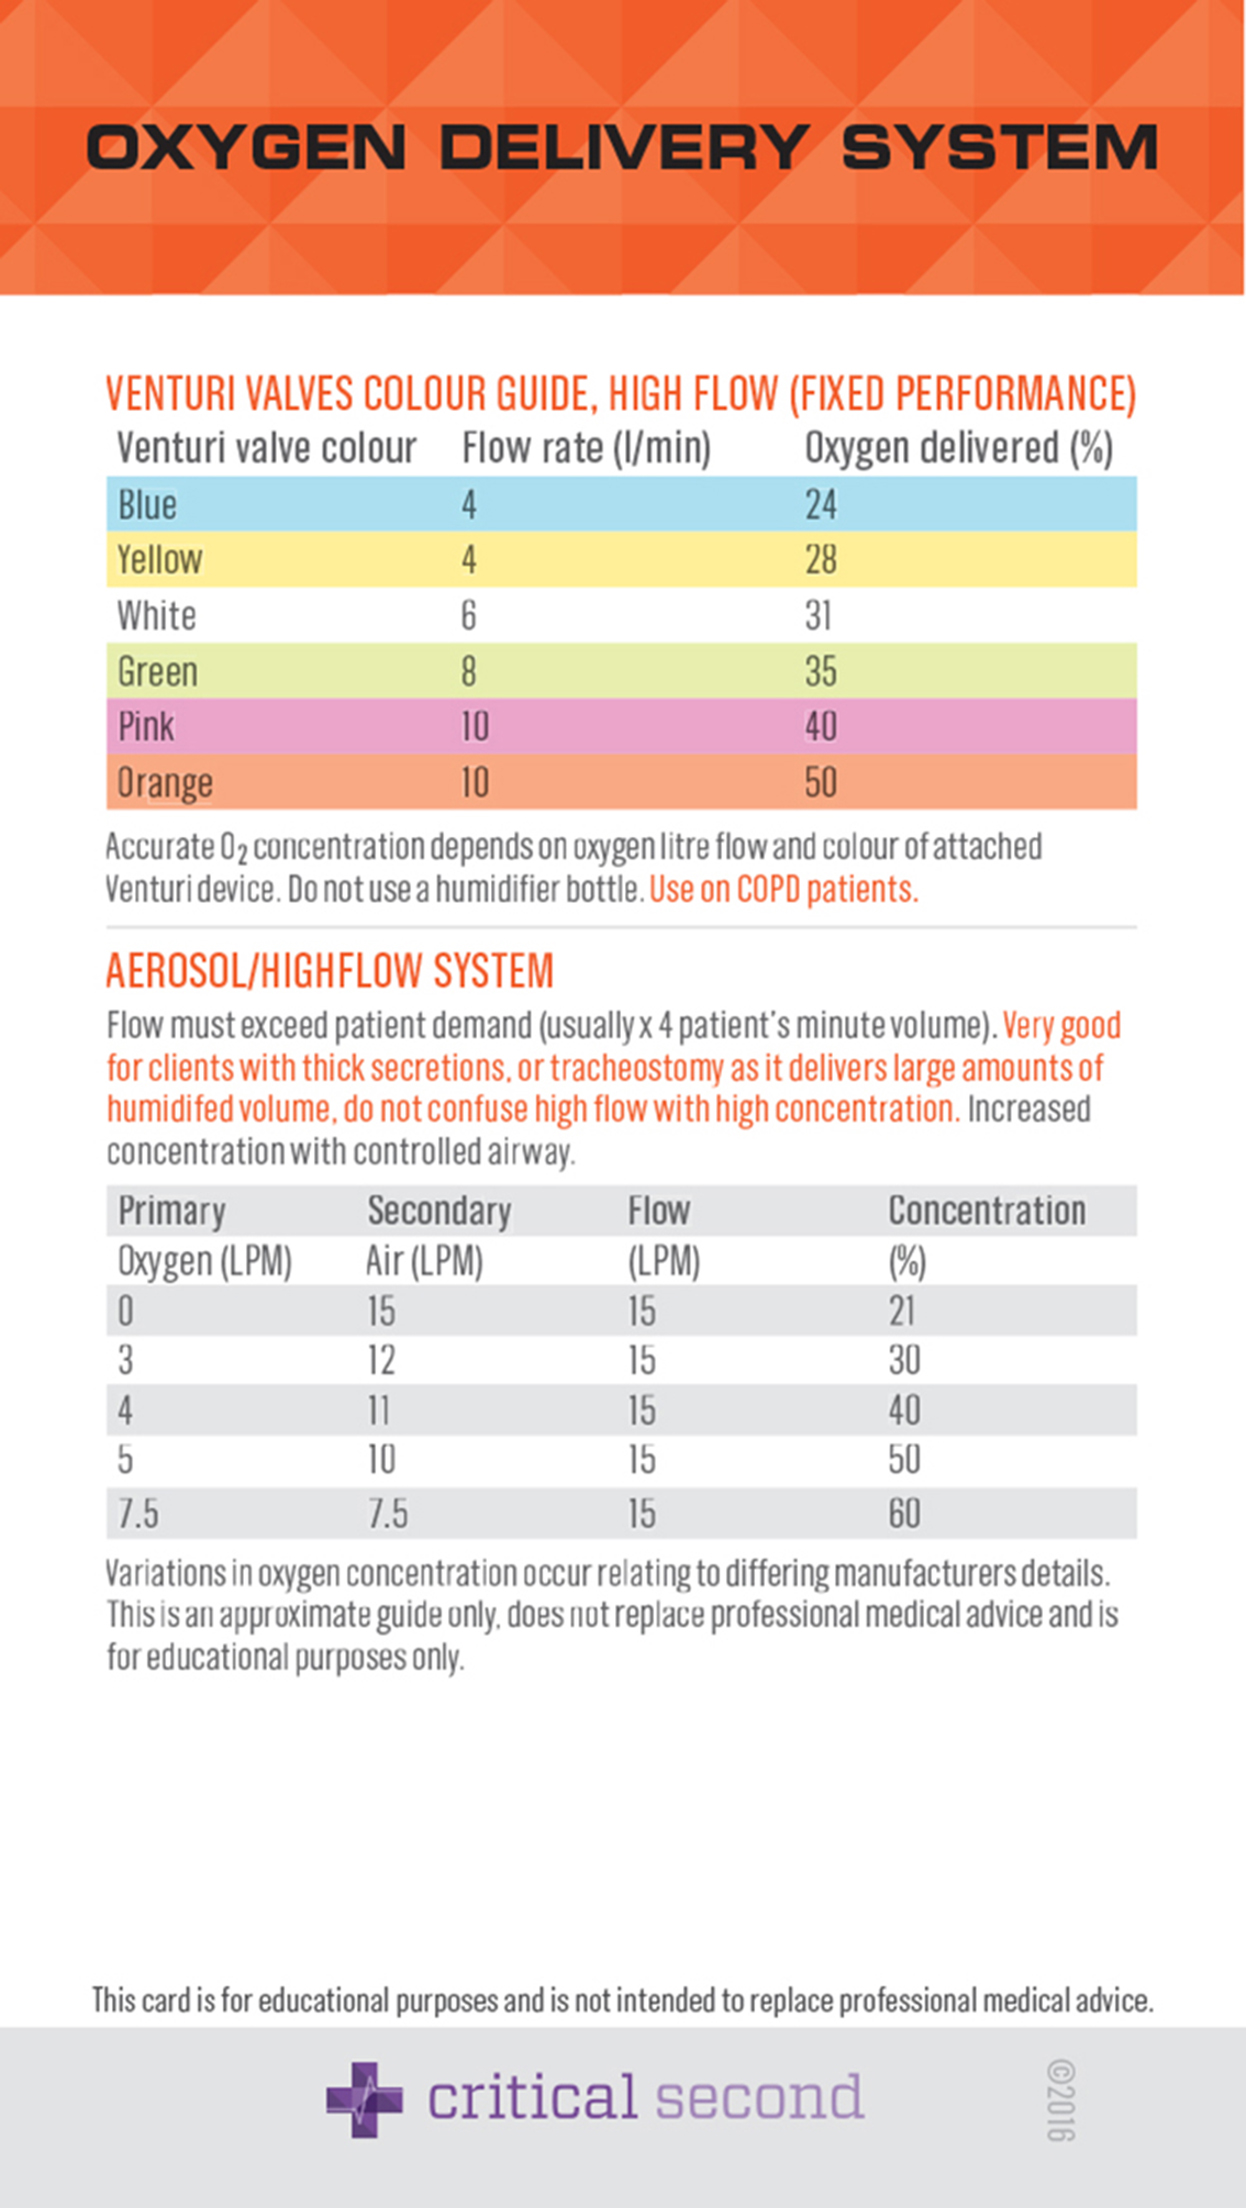 OXYGEN DELIVERY SYSTEM
VENTURI VALVES COLOUR GUIDE, HIGH FLOW (FIXED PERFORMANCE)
Venturi valve colour Flow rate (l/min) Oxygen delivered (%)
Blue 4 24
Yellow 4 28
White 6 31
Green 8 35
Pink 10 40
Orange 10 50
Accurate O₂ concentration depends on oxygen litre flow and colour of attached
Venturi device. Do not use a humidifier bottle. Use on COPD patients.
AEROSOL/HIGHFLOW SYSTEM
Flow must exceed patient demand (usually x 4 patient's minute volume). Very good
for clients with thick secretions, or tracheostomy as it delivers large amounts of
humidifed volume, do not confuse high flow with high concentration. Increased
concentration with controlled airway.
Primary Secondary Flow Concentration
Oxygen (LPM) Air (LPM) (LPM) (%)
0 15 15 21
3 12 15 30
4 11 15 40
5 10 15 50
7.5 7.5 15 60
Variations in oxygen concentration occur relating to differing manufacturers details.
This is an approximate guide only, does not replace professional medical advice and is
for educational purposes only.
This card is for educational purposes and is not intended to replace professional medical advice.
critical second
©2016